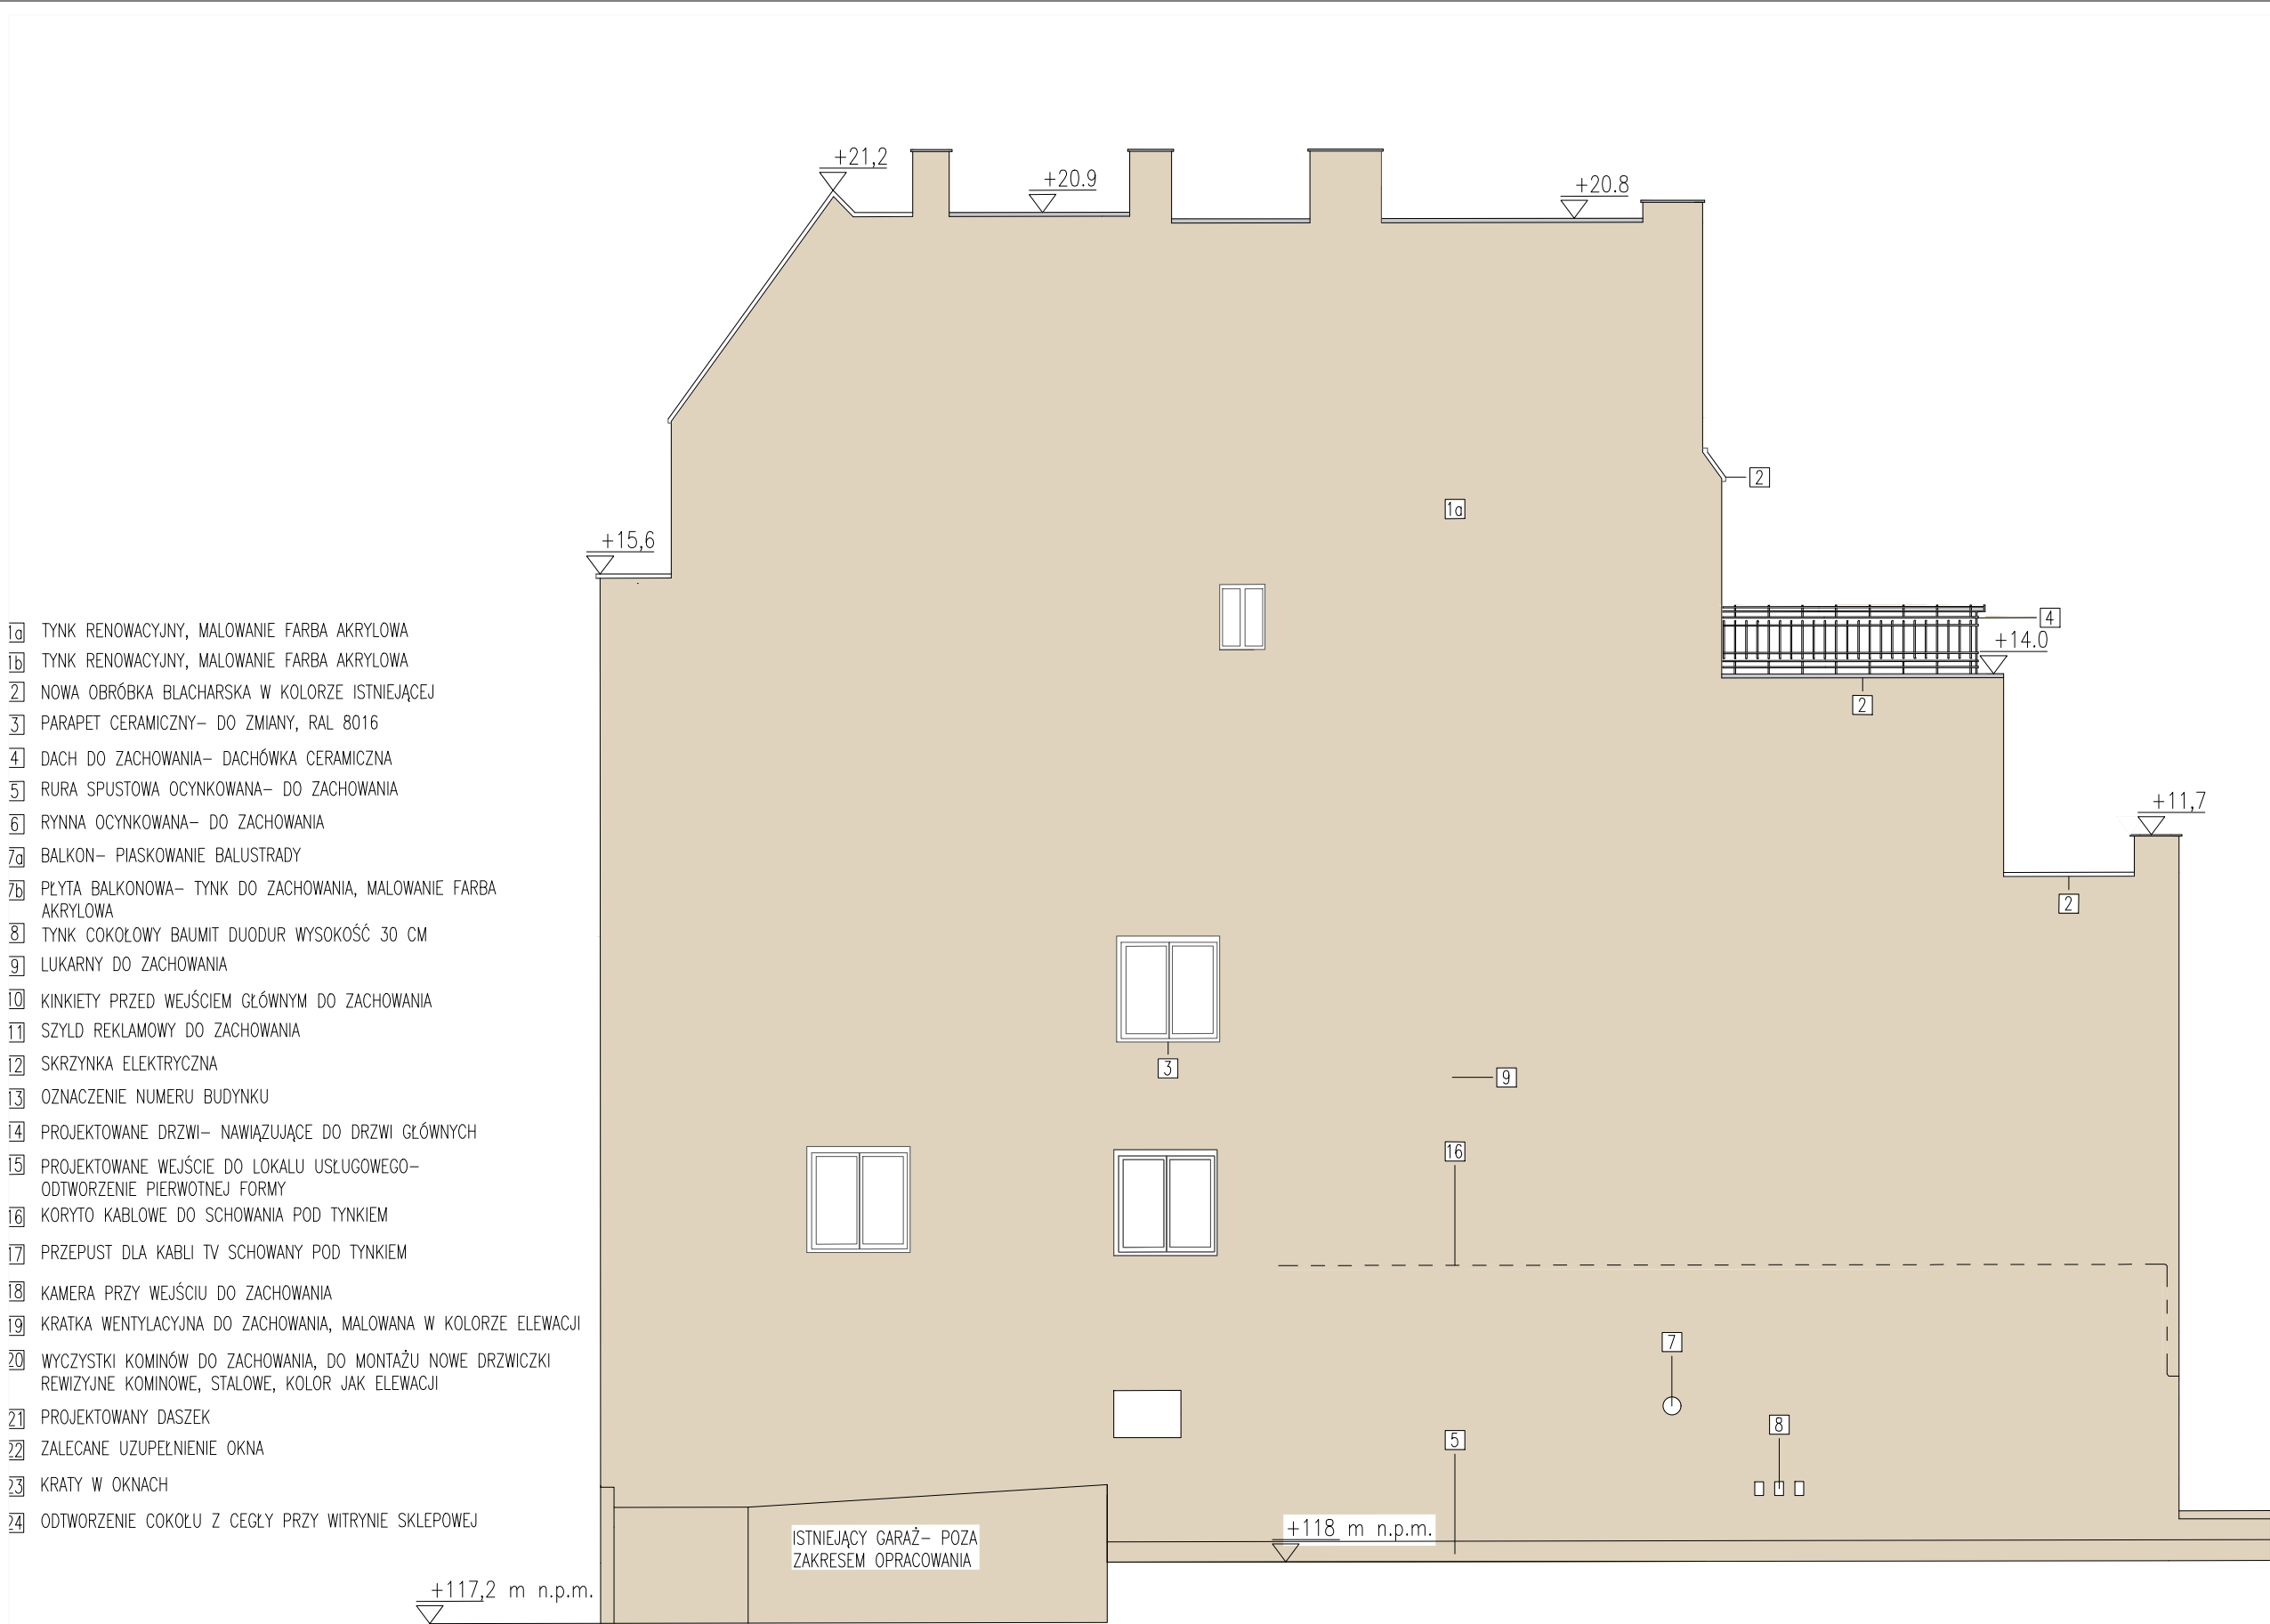 +21,2
+20.9
+20.8
2
1a
+15,6
4
+14.0
2
+11,7
2
3
9
16
7
8
5
+118 m n.p.m.
ISTNIEJĄCY GARAŻ– POZA
ZAKRESEM OPRACOWANIA
+117,2 m n.p.m.
1a TYNK RENOWACYJNY, MALOWANIE FARBA AKRYLOWA
1b TYNK RENOWACYJNY, MALOWANIE FARBA AKRYLOWA
2 NOWA OBRÓBKA BLACHARSKA W KOLORZE ISTNIEJĄCEJ
3 PARAPET CERAMICZNY– DO ZMIANY, RAL 8016
4 DACH DO ZACHOWANIA– DACHÓWKA CERAMICZNA
5 RURA SPUSTOWA OCYNKOWANA– DO ZACHOWANIA
6 RYNNA OCYNKOWANA– DO ZACHOWANIA
7a BALKON– PIASKOWANIE BALUSTRADY
7b PŁYTA BALKONOWA– TYNK DO ZACHOWANIA, MALOWANIE FARBA
AKRYLOWA
8 TYNK COKOŁOWY BAUMIT DUODUR WYSOKOŚĆ 30 CM
9 LUKARNY DO ZACHOWANIA
10 KINKIETY PRZED WEJŚCIEM GŁÓWNYM DO ZACHOWANIA
11 SZYLD REKLAMOWY DO ZACHOWANIA
12 SKRZYNKA ELEKTRYCZNA
13 OZNACZENIE NUMERU BUDYNKU
14 PROJEKTOWANE DRZWI– NAWIĄZUJĄCE DO DRZWI GŁÓWNYCH
15 PROJEKTOWANE WEJŚCIE DO LOKALU USŁUGOWEGO–
ODTWORZENIE PIERWOTNEJ FORMY
16 KORYTO KABLOWE DO SCHOWANIA POD TYNKIEM
17 PRZEPUST DLA KABLI TV SCHOWANY POD TYNKIEM
18 KAMERA PRZY WEJŚCIU DO ZACHOWANIA
19 KRATKA WENTYLACYJNA DO ZACHOWANIA, MALOWANA W KOLORZE ELEWACJI
20 WYCZYSTKI KOMINÓW DO ZACHOWANIA, DO MONTAŻU NOWE DRZWICZKI
REWIZYJNE KOMINOWE, STALOWE, KOLOR JAK ELEWACJI
21 PROJEKTOWANY DASZEK
22 ZALECANE UZUPEŁNIENIE OKNA
23 KRATY W OKNACH
24 ODTWORZENIE COKOŁU Z CEGŁY PRZY WITRYNIE SKLEPOWEJ